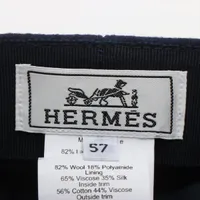 HERMÈS
57
82%
82% Wool 18% Polyamide
Lining
65% Viscose 35% Silk
Inside trim
56% Cotton 44% Viscose
Outside trim